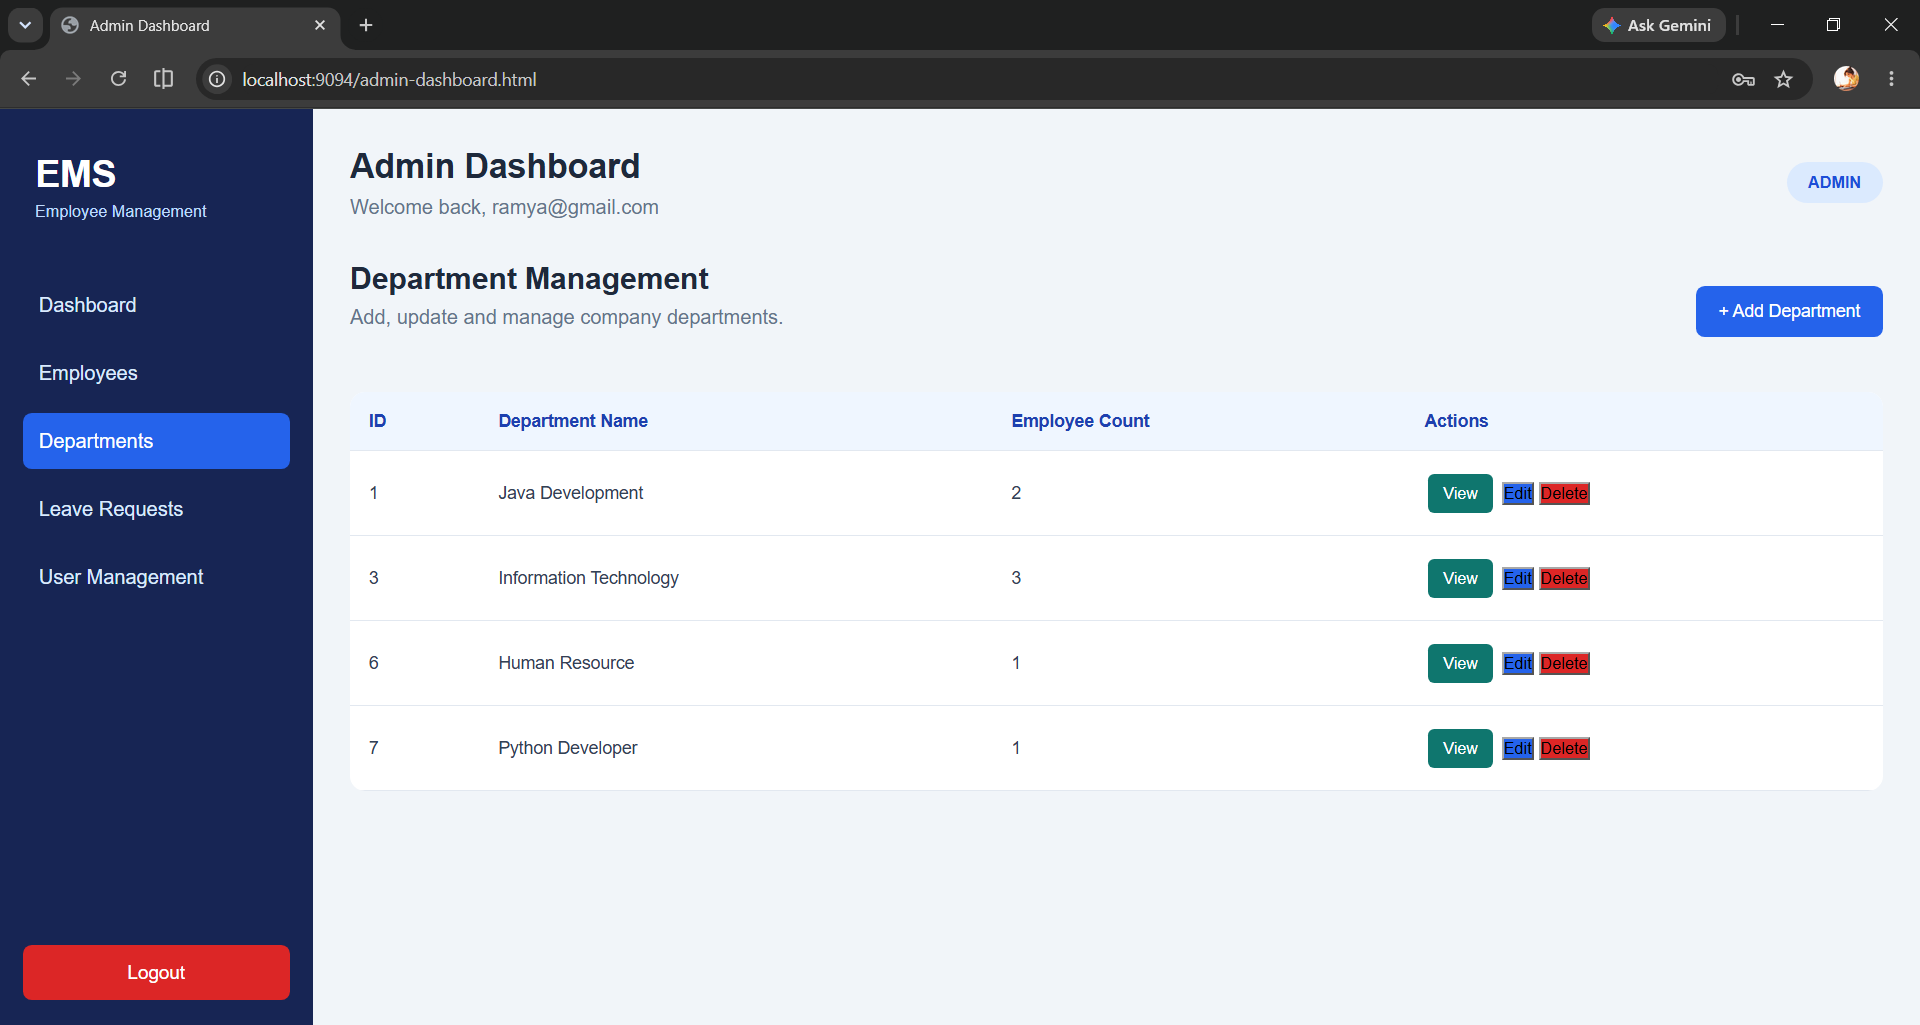 Admin Dashboard
Ask Gemini
localhost:9094/admin-dashboard.html
EMS
Employee Management
Dashboard
Employees
Departments
Leave Requests
User Management
Logout
Admin Dashboard
Welcome back, ramya@gmail.com
ADMIN
Department Management
Add, update and manage company departments.
+ Add Department
ID Department Name Employee Count Actions
1 Java Development 2 View Edit Delete
3 Information Technology 3 View Edit Delete
6 Human Resource 1 View Edit Delete
7 Python Developer 1 View Edit Delete